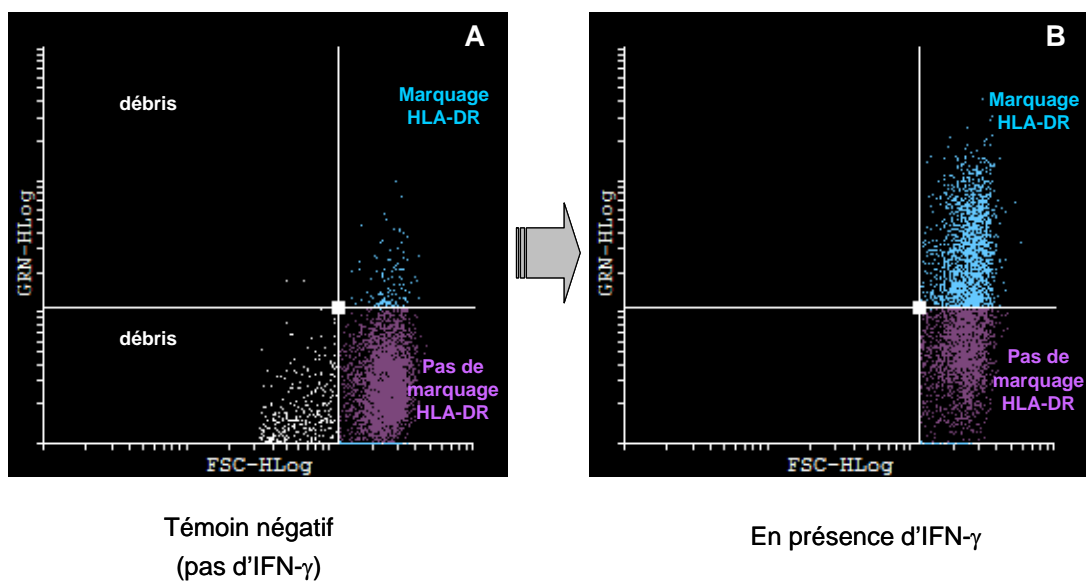 A
débris
Marquage
HLA-DR
GRN-HLog
débris
Pas de
marquage
HLA-DR
FSC-HLog
Témoin négatif
(pas d'IFN-γ)
B
Marquage
HLA-DR
GRN-HLog
Pas de
marquage
HLA-DR
FSC-HLog
En présence d'IFN-γ